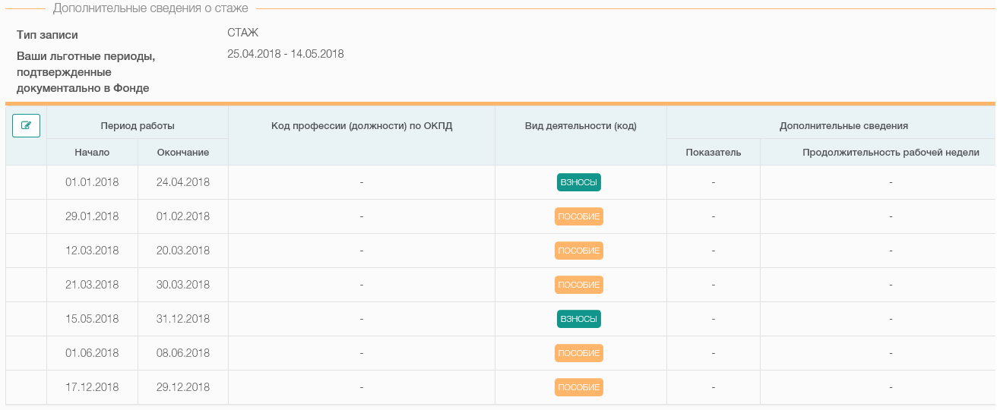 Дополнительные сведения о стаже
Тип записи СТАЖ
Ваши льготные периоды, 25.04.2018 - 14.05.2018
подтвержденные
документально в Фонде
Период работы Код профессии (должности) по ОКПД Вид деятельности (код) Дополнительные сведения
Начало Окончание Показатель Продолжительность рабочей недели
01.01.2018 24.04.2018 - ВЗНОСЫ - -
29.01.2018 01.02.2018 - ПОСОБИЕ - -
12.03.2018 20.03.2018 - ПОСОБИЕ - -
21.03.2018 30.03.2018 - ПОСОБИЕ - -
15.05.2018 31.12.2018 - ВЗНОСЫ - -
01.06.2018 08.06.2018 - ПОСОБИЕ - -
17.12.2018 29.12.2018 - ПОСОБИЕ - -